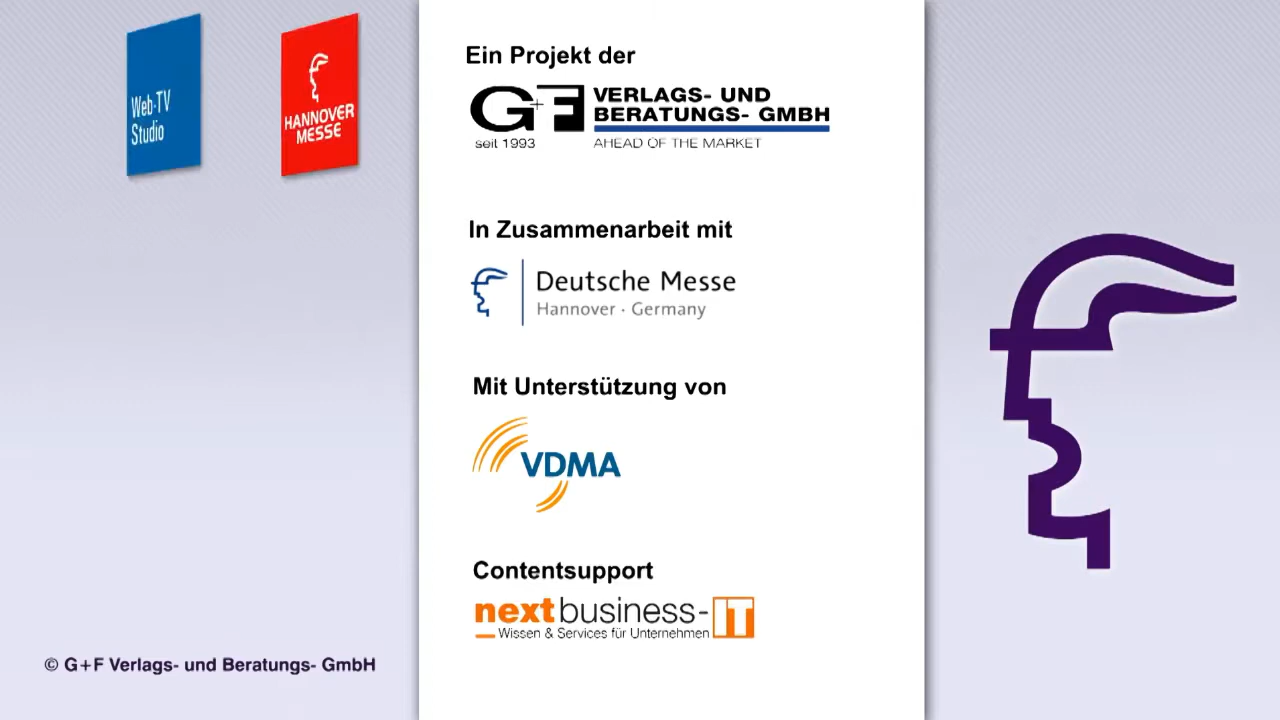 Web-TV
Studio
HANNOVER
MESSE
Ein Projekt der
G+F
VERLAGS- UND
BERATUNGS- GMBH
seit 1993
AHEAD OF THE MARKET
In Zusammenarbeit mit
Deutsche Messe
Hannover · Germany
Mit Unterstützung von
VDMA
Contentsupport
nextbusiness-IT
Wissen & Services für Unternehmen
© G+F Verlags- und Beratungs- GmbH